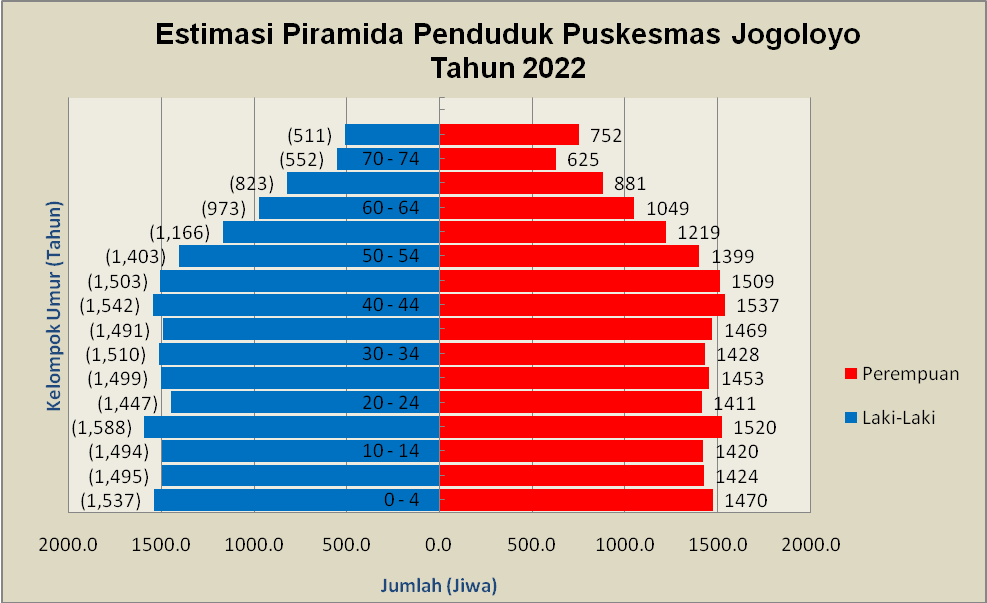 Estimasi Piramida Penduduk Puskesmas Jogoloyo
Tahun 2022
Kelompok Umur (Tahun)
(511) 752
(552) 70 - 74 625
(823) 881
(973) 60 - 64 1049
(1,166) 1219
(1,403) 50 - 54 1399
(1,503) 1509
(1,542) 40 - 44 1537
(1,491) 1469
(1,510) 30 - 34 1428
(1,499) 1453
(1,447) 20 - 24 1411
(1,588) 1520
(1,494) 10 - 14 1420
(1,495) 1424
(1,537) 0 - 4 1470
2000.0 1500.0 1000.0 500.0 0.0 500.0 1000.0 1500.0 2000.0
Jumlah (Jiwa)
Perempuan
Laki-Laki